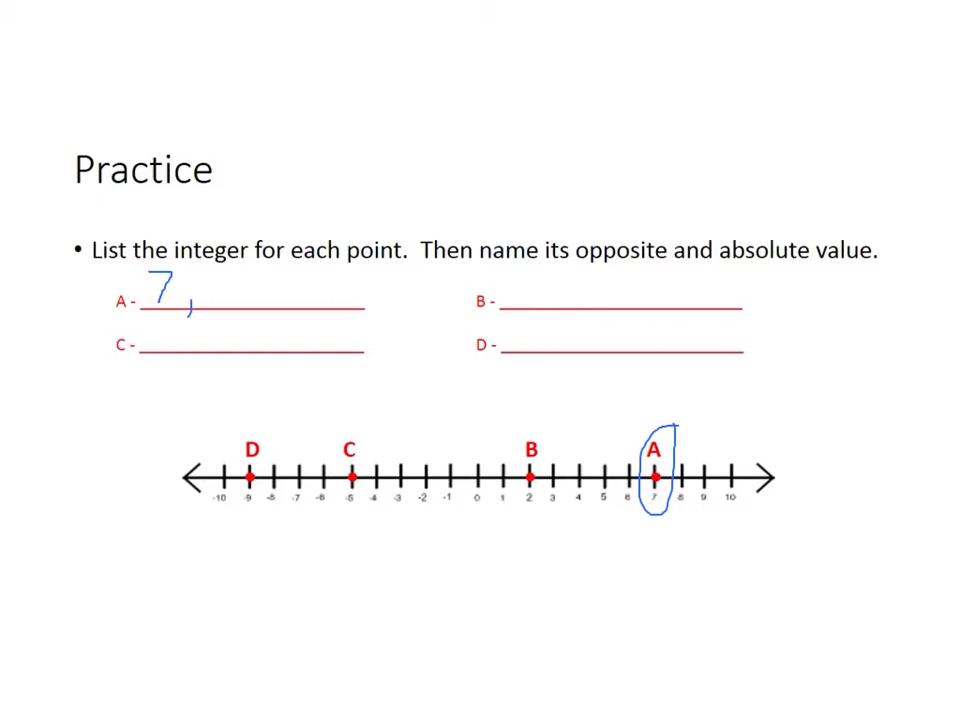 Practice
• List the integer for each point. Then name its opposite and absolute value.
A - 7,
B -
C -
D -
D C B A
-10 -9 -8 -7 -6 -5 -4 -3 -2 -1 0 1 2 3 4 5 6 7 8 9 10